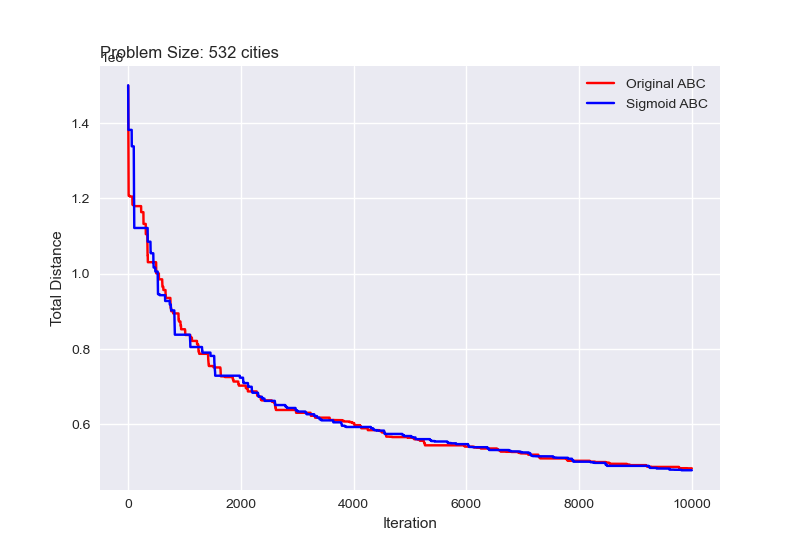 Problem Size: 532 cities
1e6
Original ABC
Sigmoid ABC
1.4
1.2
1.0
0.8
0.6
Total Distance
0
2000
4000
6000
8000
10000
Iteration